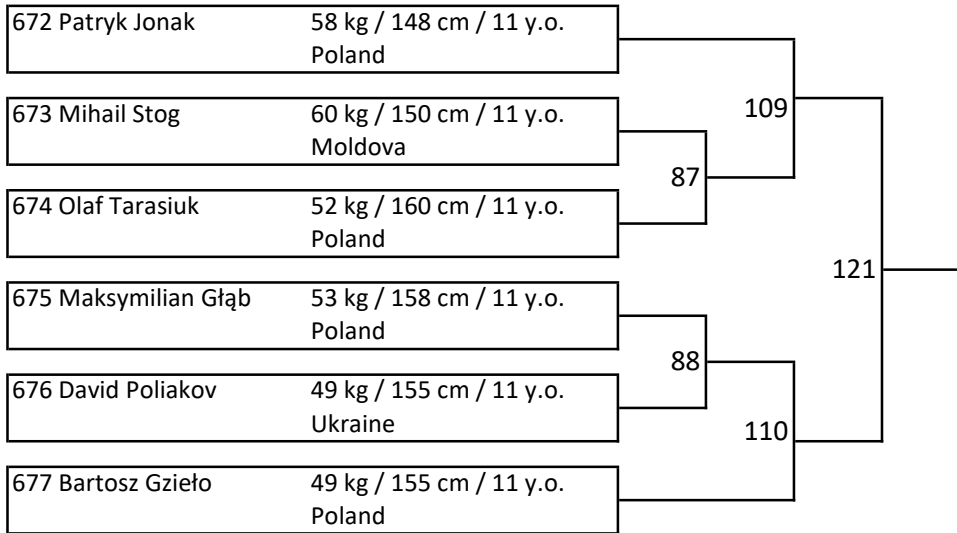 672 Patryk Jonak 58 kg / 148 cm / 11 y.o.
Poland
109
673 Mihail Stog 60 kg / 150 cm / 11 y.o.
Moldova
87
674 Olaf Tarasiuk 52 kg / 160 cm / 11 y.o.
Poland
121
675 Maksymilian Głąb 53 kg / 158 cm / 11 y.o.
Poland
88
676 David Poliakov 49 kg / 155 cm / 11 y.o.
Ukraine
110
677 Bartosz Gzieło 49 kg / 155 cm / 11 y.o.
Poland